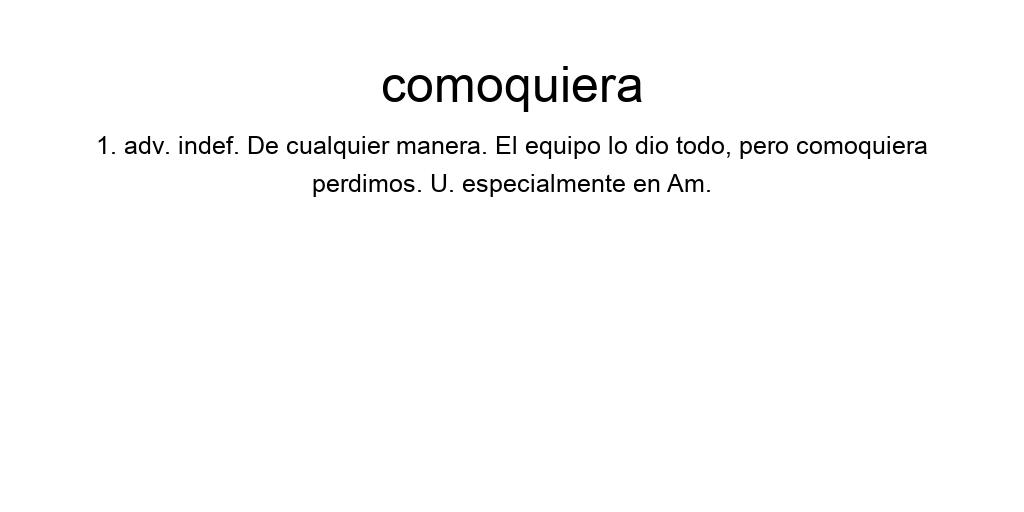 comoquiera
1. adv. indef. De cualquier manera. El equipo lo dio todo, pero comoquiera
perdimos. U. especialmente en Am.